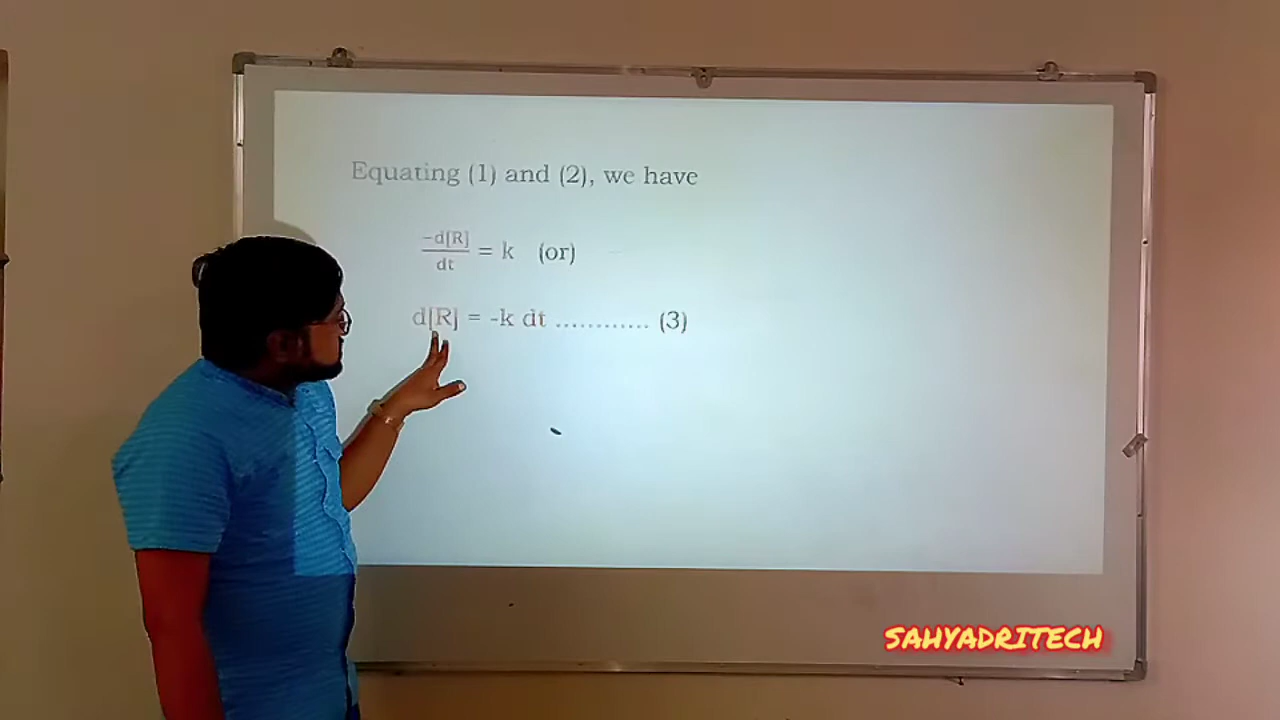 Equating (1) and (2), we have
-d[R]/dt = k (or)
d[R] = -k dt ............ (3)
SAHYADRITECH